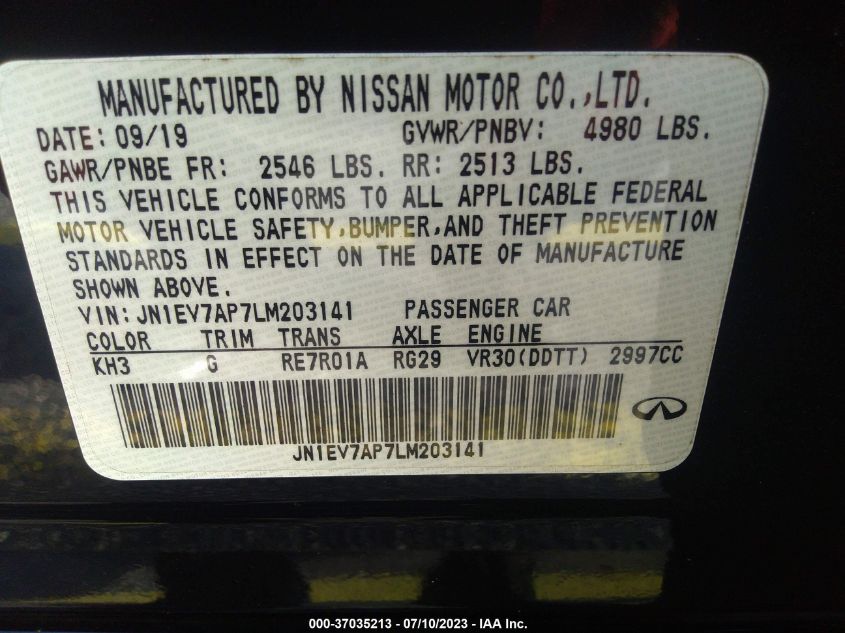 MANUFACTURED BY NISSAN MOTOR CO.,LTD.
DATE: 09/19 GVWR/PNBV: 4980 LBS.
GAWR/PNBE FR: 2546 LBS. RR: 2513 LBS.
THIS VEHICLE CONFORMS TO ALL APPLICABLE FEDERAL
MOTOR VEHICLE SAFETY,BUMPER,AND THEFT PREVENTION
STANDARDS IN EFFECT ON THE DATE OF MANUFACTURE
SHOWN ABOVE.
VIN:JN1EV7AP7LM203141 PASSENGER CAR
COLOR TRIM TRANS AXLE ENGINE
KH3 G RE7R01A RG29 VR30(DDTT) 2997CC
JN1EV7AP7LM203141
000-37035213 - 07/10/2023 - IAA Inc.